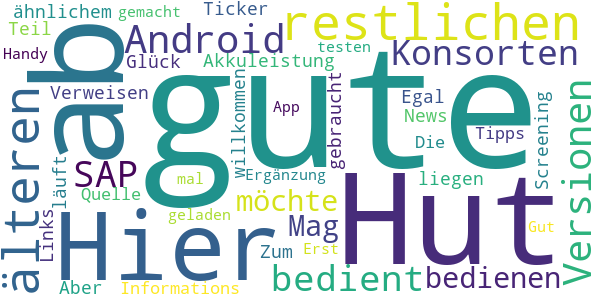 ähnlichem gemacht Ticker restlichen
Teil Android testen Konsorten
Handy ab Glück Akkuleistung
Verweisen willkommen gute Egal
App gebraucht News
älteren SAP Die Tipps Screening Versionen
läuft Quelle mal Ergänzung liegen
Links Hier geladen möchte Hut
Mag Erst Gut
Zum bedient bedienen
Aber Informations